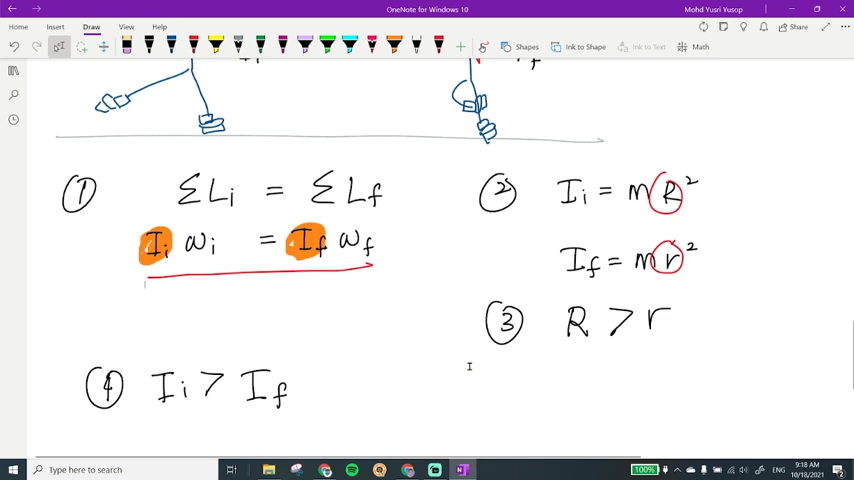 OneNote for Windows 10
Mohd Yusri Yusop
Home Insert Draw View Help
Share
Shapes
Ink to Shape
Ink to Text
Math
① ΣLi = ΣLf
Ii ωi = If ωf
② Ii = mR²
If = mr²
③ R > r
④ Ii > If
Type here to search
100%
ENG
9:18 AM
10/18/2021
2